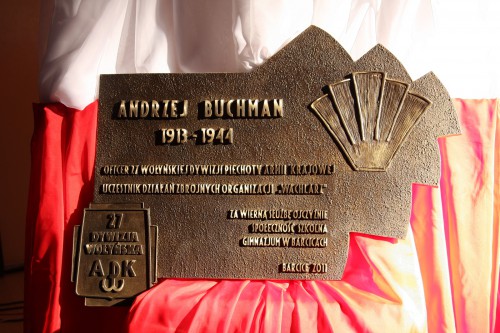 ANDRZEJ BUCHMAN
1913-1944
OFICER 27 WOŁYŃSKIEJ DYWIZJI PIECHOTY ARMII KRAJOWEJ
UCZESTNIK DZIAŁAŃ ZBROJNYCH ORGANIZACJI „WACHLARZ”
ZA WIERNĄ SŁUŻBĘ OJCZYŹNIE
SPOŁECZNOŚĆ SZKOLNA
GIMNAZJUM W BARCICACH
BARCICE 2011
27
DYWIZJA
WOŁYŃSKA
AK